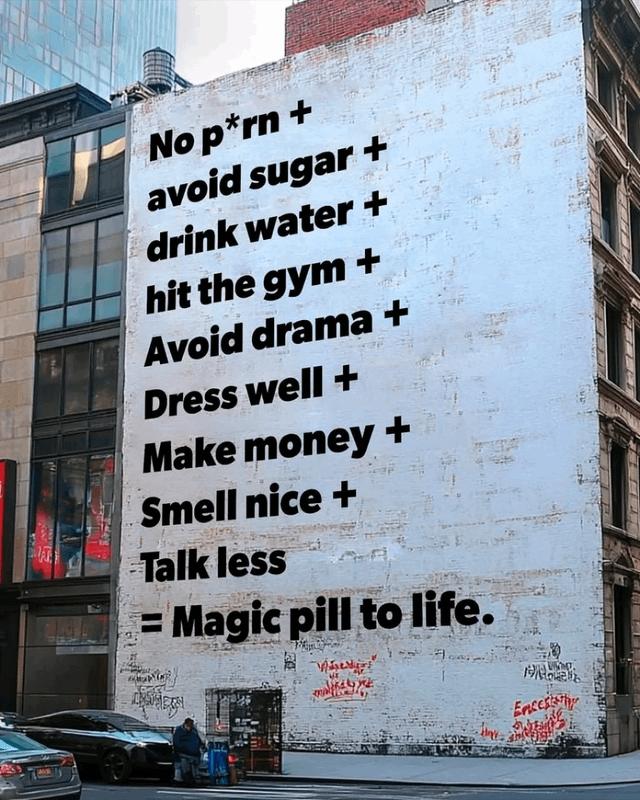 No p*rn +
avoid sugar +
drink water +
hit the gym +
Avoid drama +
Dress well +
Make money +
Smell nice +
Talk less
= Magic pill to life.